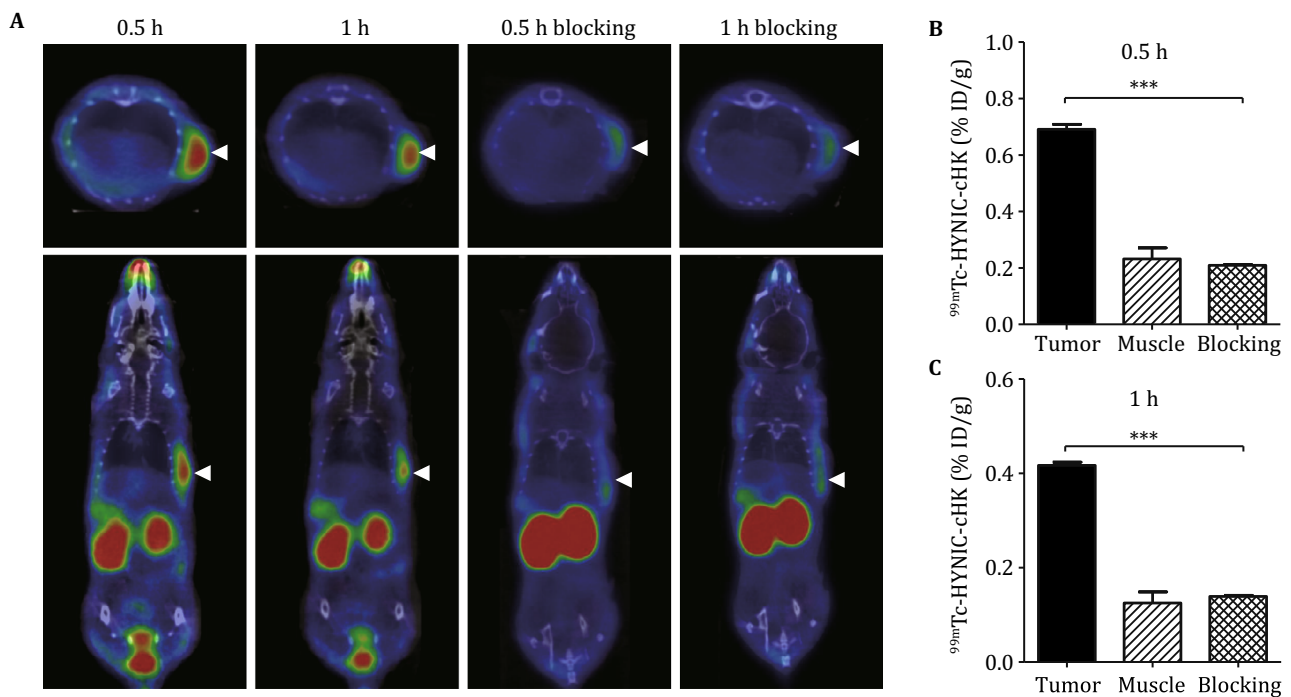 A
0.5 h
1 h
0.5 h blocking
1 h blocking
B
0.5 h
***
1.0
0.8
0.6
0.4
0.2
0.0
99mTc-HYNIC-cHK (% ID/g)
Tumor Muscle Blocking
C
1 h
***
0.6
0.4
0.2
0.0
99mTc-HYNIC-cHK (% ID/g)
Tumor Muscle Blocking